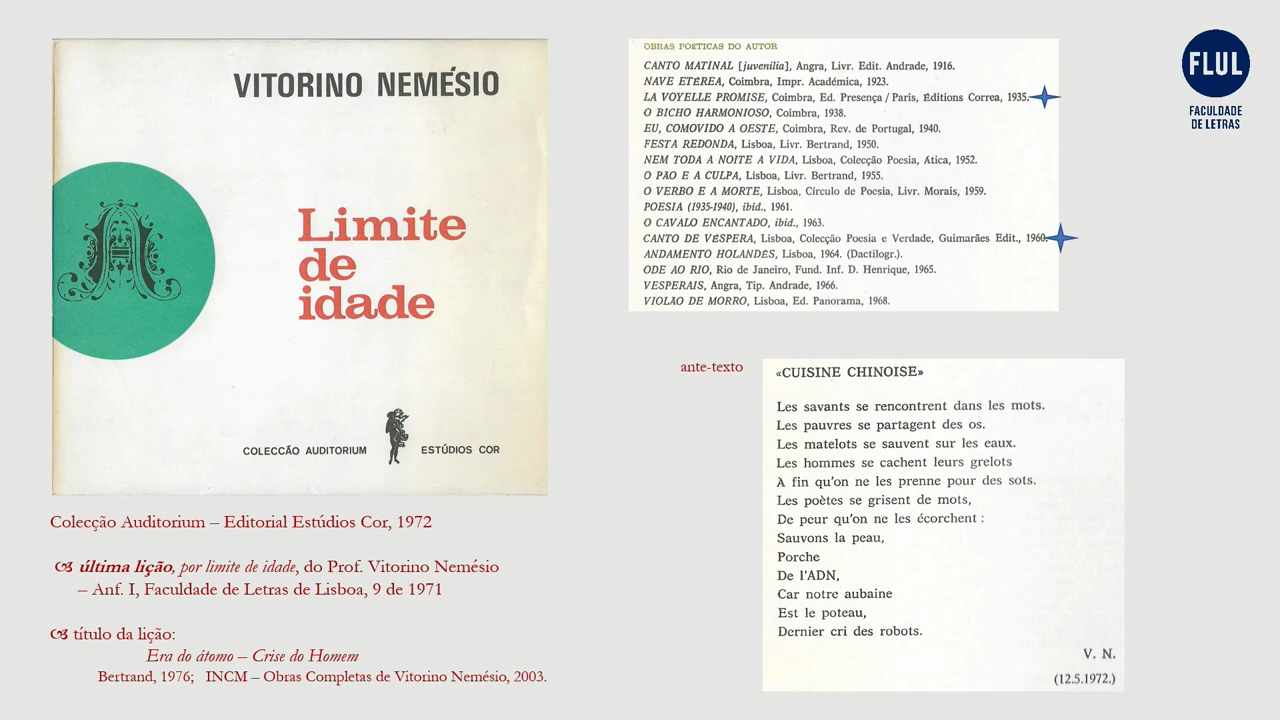 VITORINO NEMÉSIO
Limite
de
idade
COLECCÃO AUDITORIUM
ESTÚDIOS COR
Colecção Auditorium – Editorial Estúdios Cor, 1972
última lição, por limite de idade, do Prof. Vitorino Nemésio
– Anf. I, Faculdade de Letras de Lisboa, 9 de 1971
título da lição:
Era do átomo – Crise do Homem
Bertrand, 1976; INCM – Obras Completas de Vitorino Nemésio, 2003.
OBRAS POÉTICAS DO AUTOR
CANTO MATINAL [juvenilia], Angra, Livr. Edit. Andrade, 1916.
NAVE ETÉREA, Coimbra, Impr. Académica, 1923.
LA VOYELLE PROMISE, Coimbra, Ed. Presença / Paris, Éditions Correa, 1935.
O BICHO HARMONIOSO, Coimbra, 1938.
EU, COMOVIDO A OESTE, Coimbra, Rev. de Portugal, 1940.
FESTA REDONDA, Lisboa, Livr. Bertrand, 1950.
NEM TODA A NOITE A VIDA, Lisboa, Colecção Poesia, Ática, 1952.
O PÃO E A CULPA, Lisboa, Livr. Bertrand, 1955.
O VERBO E A MORTE, Lisboa, Círculo de Poesia, Livr. Morais, 1959.
POESIA (1935-1940), ibid., 1961.
O CAVALO ENCANTADO, ibid., 1963.
CANTO DE VÉSPERA, Lisboa, Colecção Poesia e Verdade, Guimarães Edit., 1960.
ANDAMENTO HOLANDÊS, Lisboa, 1964. (Dactilogr.).
ODE AO RIO, Rio de Janeiro, Fund. Inf. D. Henrique, 1965.
VESPERAIS, Angra, Tip. Andrade, 1966.
VIOLÃO DE MORRO, Lisboa, Ed. Panorama, 1968.
FLUL
FACULDADE
DE LETRAS
ante-texto
«CUISINE CHINOISE»
Les savants se rencontrent dans les mots.
Les pauvres se partagent des os.
Les matelots se sauvent sur les eaux.
Les hommes se cachent leurs grelots
À fin qu'on ne les prenne pour des sots.
Les poètes se grisent de mots,
De peur qu'on ne les écorchent :
Sauvons la peau,
Porche
De l'ADN,
Car notre aubaine
Est le poteau,
Dernier cri des robots.
V. N.
(12.5.1972.)